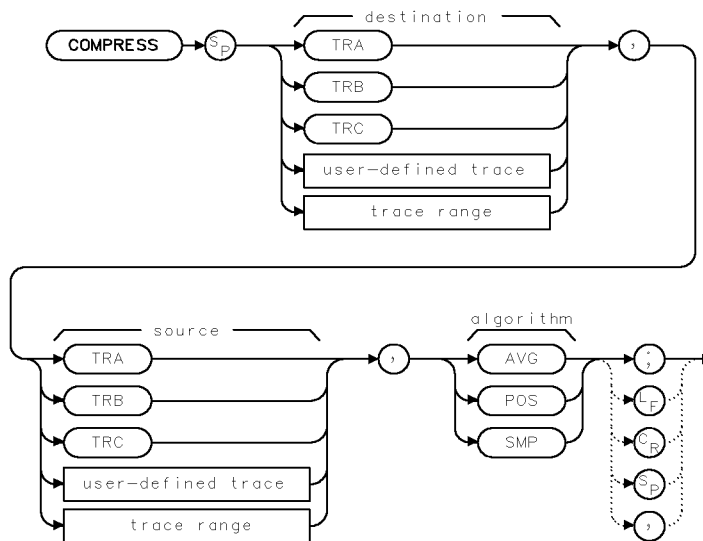 destination
COMPRESS SP TRA ,
TRB
TRC
user-defined trace
trace range
source algorithm
TRA , AVG ;
TRB POS LF
TRC SMP CR
user-defined trace SP
trace range ,